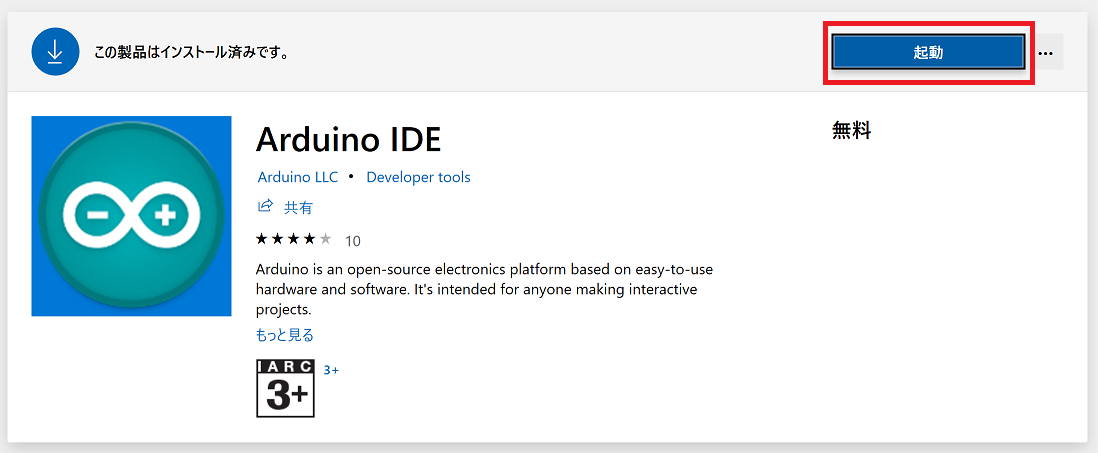 この製品はインストール済みです。
起動
...
Arduino IDE
無料
Arduino LLC • Developer tools
共有
10
Arduino is an open-source electronics platform based on easy-to-use
hardware and software. It's intended for anyone making interactive
projects.
もっと見る
IARC
3+
3+